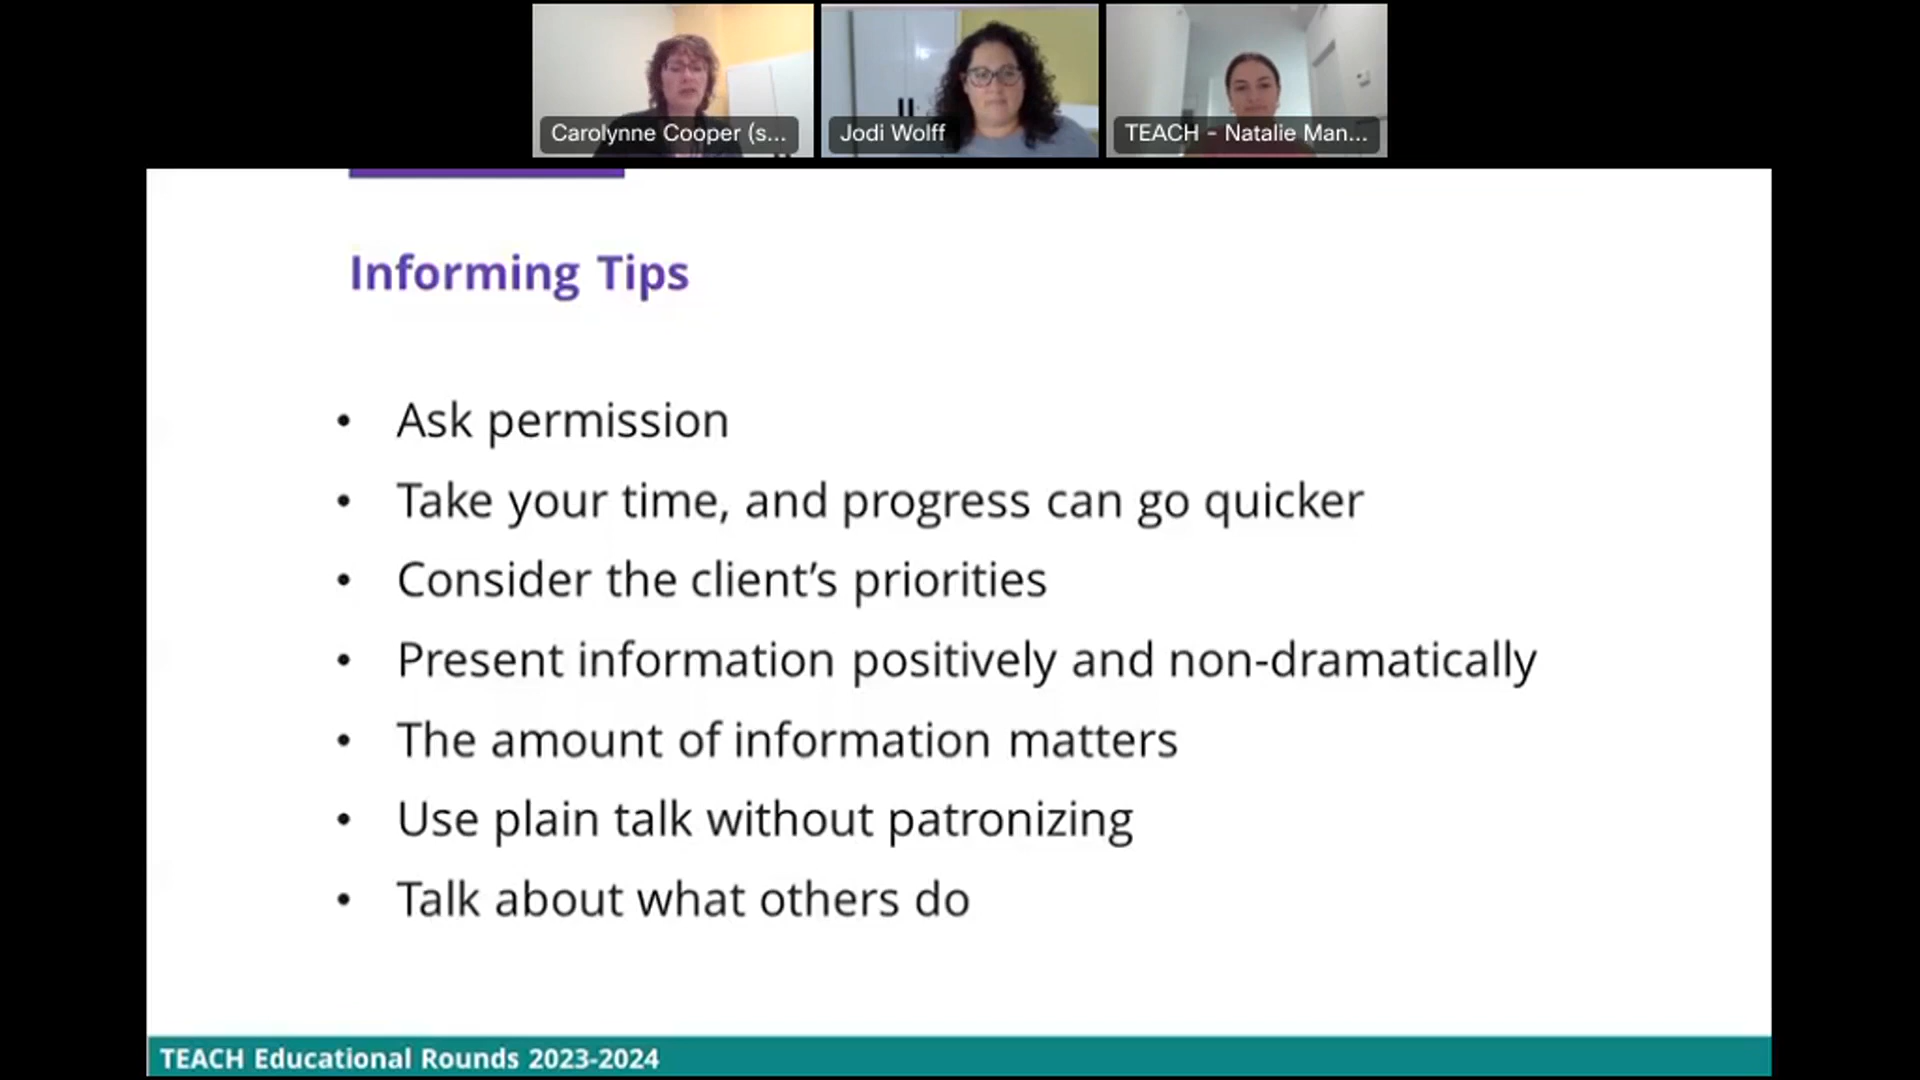 Carolynne Cooper (s...
Jodi Wolff
TEACH - Natalie Man...
Informing Tips
• Ask permission
• Take your time, and progress can go quicker
• Consider the client’s priorities
• Present information positively and non-dramatically
• The amount of information matters
• Use plain talk without patronizing
• Talk about what others do
TEACH Educational Rounds 2023-2024